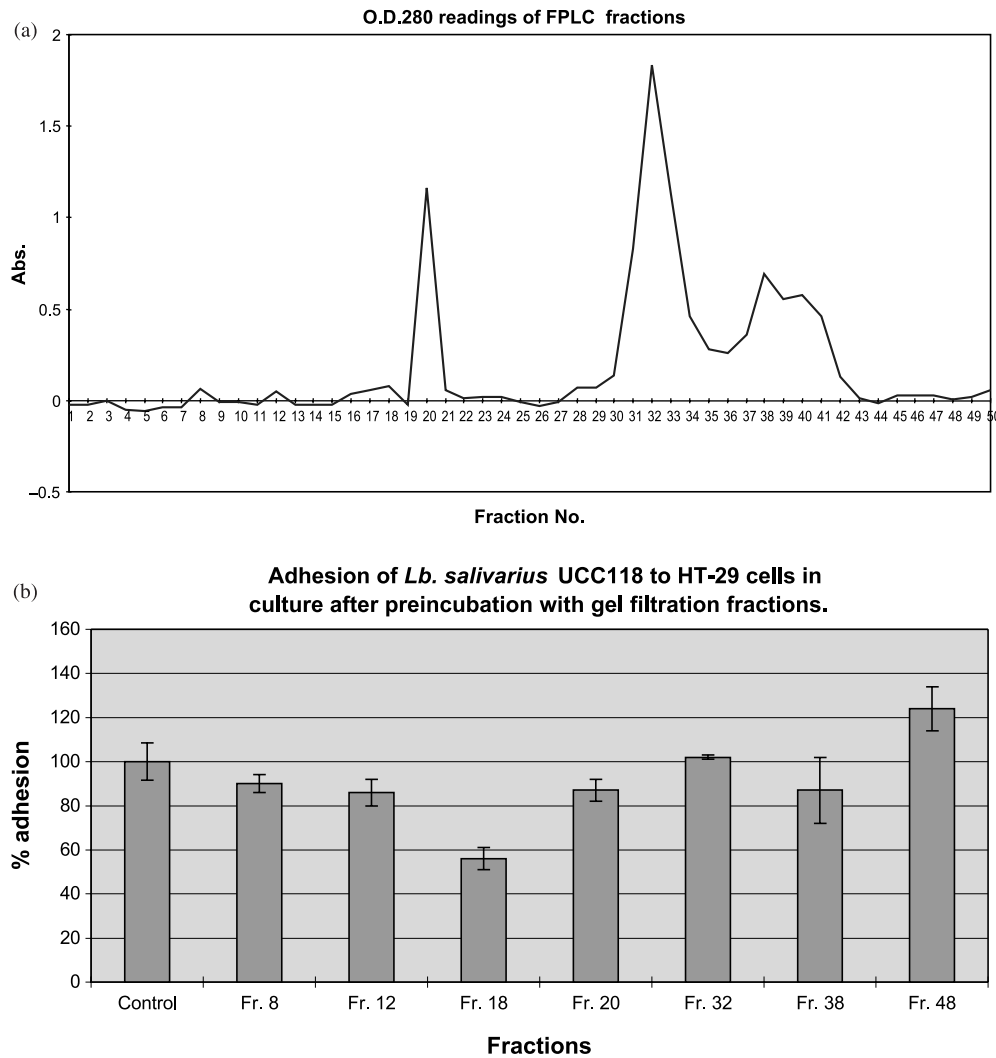 (a)
O.D.280 readings of FPLC fractions
2
1.5
1
0.5
0
–0.5
Abs.
1 2 3 4 5 6 7 8 9 10 11 12 13 14 15 16 17 18 19 20 21 22 23 24 25 26 27 28 29 30 31 32 33 34 35 36 37 38 39 40 41 42 43 44 45 46 47 48 49 50
Fraction No.
(b)
Adhesion of Lb. salivarius UCC118 to HT-29 cells in
culture after preincubation with gel filtration fractions.
160
140
120
100
80
60
40
20
0
% adhesion
Control Fr. 8 Fr. 12 Fr. 18 Fr. 20 Fr. 32 Fr. 38 Fr. 48
Fractions